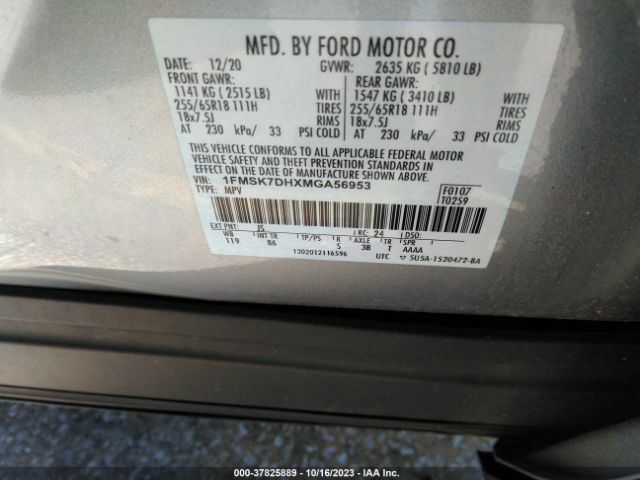 MFD. BY FORD MOTOR CO.
DATE: 12/20 GVWR: 2635 KG ( 5810 LB)
FRONT GAWR: REAR GAWR:
1141 KG ( 2515 LB) WITH 1547 KG ( 3410 LB) WITH
255/65R18 111H TIRES 255/65R18 111H TIRES
18x7.5J RIMS 18x7.5J RIMS
AT 230 kPa/ 33 PSI COLD AT 230 kPa/ 33 PSI COLD
THIS VEHICLE CONFORMS TO ALL APPLICABLE FEDERAL MOTOR
VEHICLE SAFETY AND THEFT PREVENTION STANDARDS IN
EFFECT ON THE DATE OF MANUFACTURE SHOWN ABOVE.
VIN: 1FMSK7DHXMGA56953 F0107
TYPE: MPV T0259
EXT PNT: JS RC: 24 DSO:
WB INT TR TP/PS R AXLE TR SPR
119 86 S 3B T AAAA
1202012116596 UTC 5U5A-1520472-BA
000-37825889 - 10/16/2023 - IAA Inc.